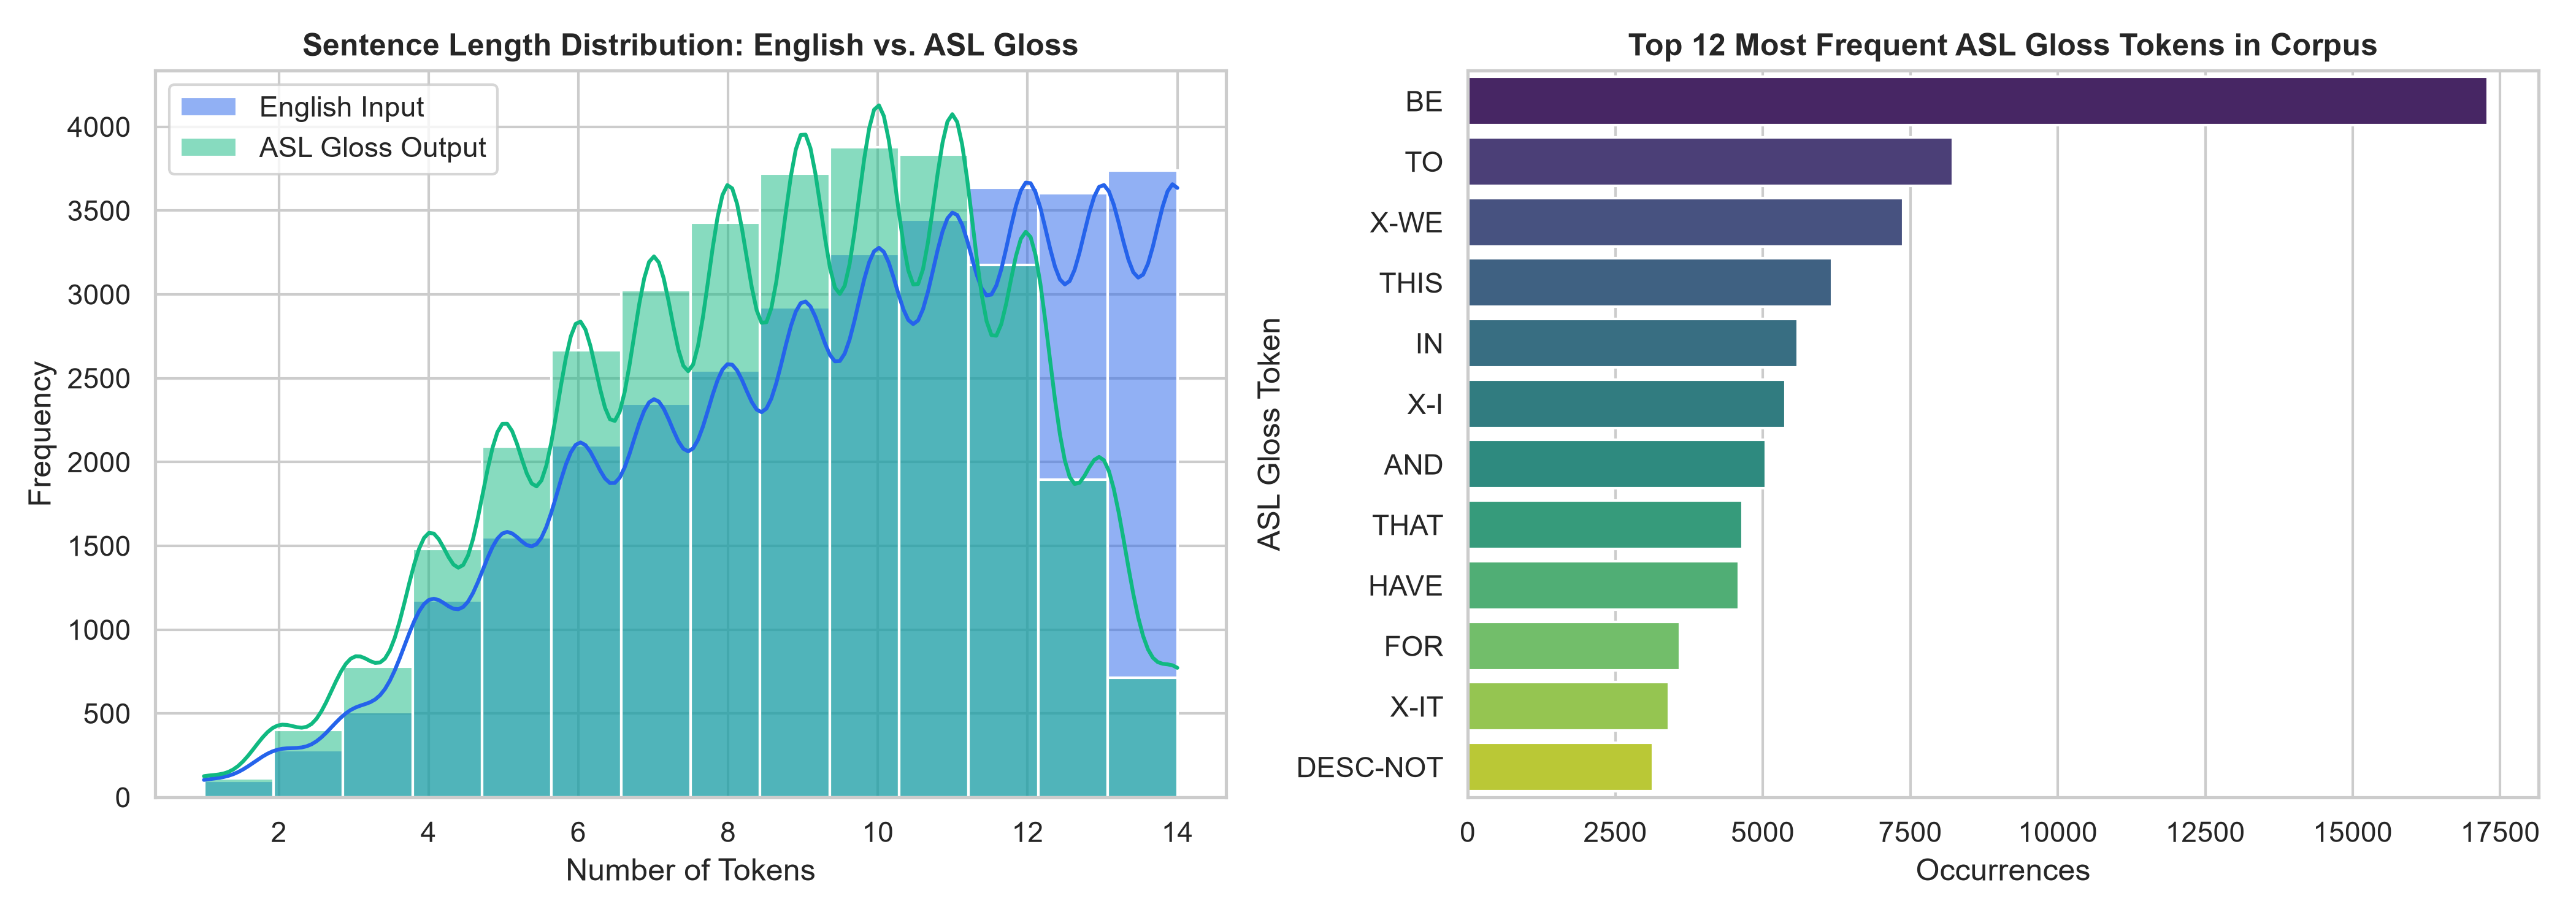 Sentence Length Distribution: English vs. ASL Gloss
English Input
ASL Gloss Output
Frequency
4000
3500
3000
2500
2000
1500
1000
500
0
2 4 6 8 10 12 14
Number of Tokens
Top 12 Most Frequent ASL Gloss Tokens in Corpus
ASL Gloss Token
BE
TO
X-WE
THIS
IN
X-I
AND
THAT
HAVE
FOR
X-IT
DESC-NOT
0 2500 5000 7500 10000 12500 15000 17500
Occurrences